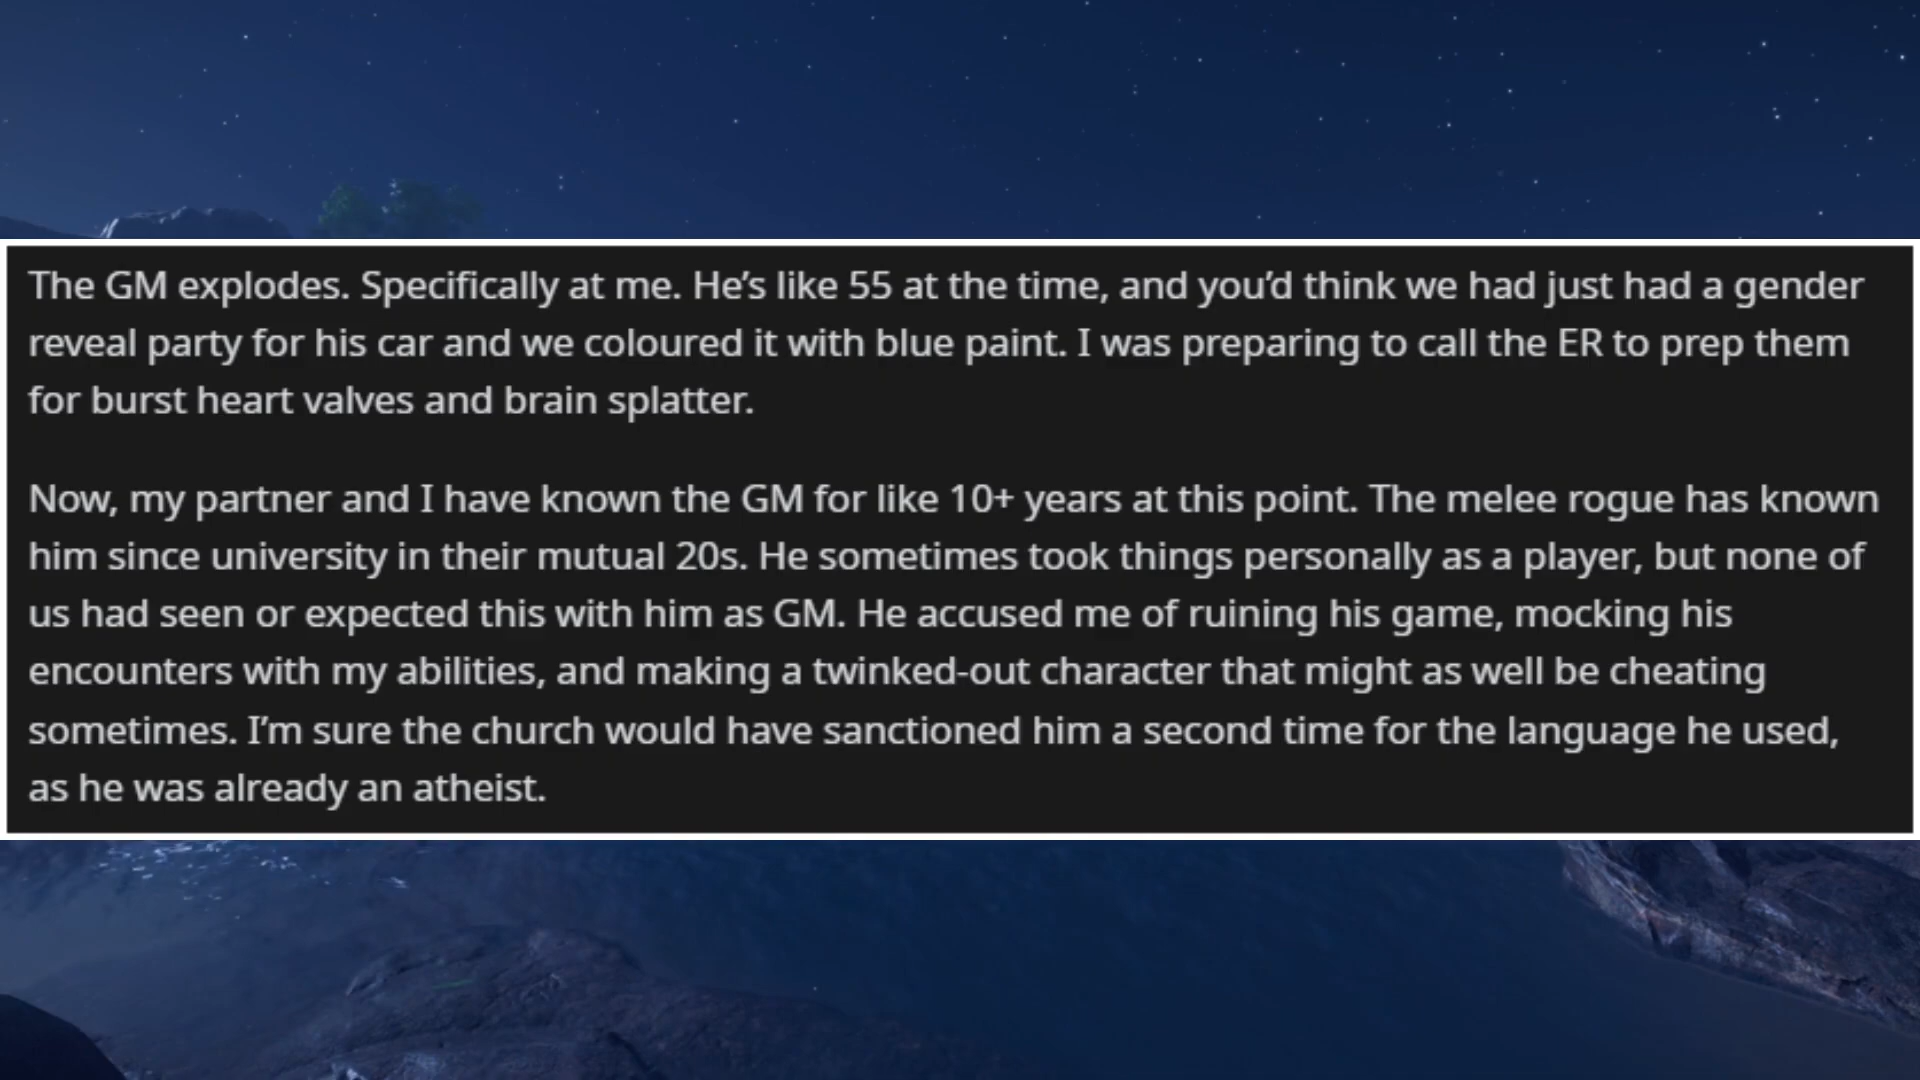 The GM explodes. Specifically at me. He’s like 55 at the time, and you’d think we had just had a gender
reveal party for his car and we coloured it with blue paint. I was preparing to call the ER to prep them
for burst heart valves and brain splatter.
Now, my partner and I have known the GM for like 10+ years at this point. The melee rogue has known
him since university in their mutual 20s. He sometimes took things personally as a player, but none of
us had seen or expected this with him as GM. He accused me of ruining his game, mocking his
encounters with my abilities, and making a twinked-out character that might as well be cheating
sometimes. I’m sure the church would have sanctioned him a second time for the language he used,
as he was already an atheist.